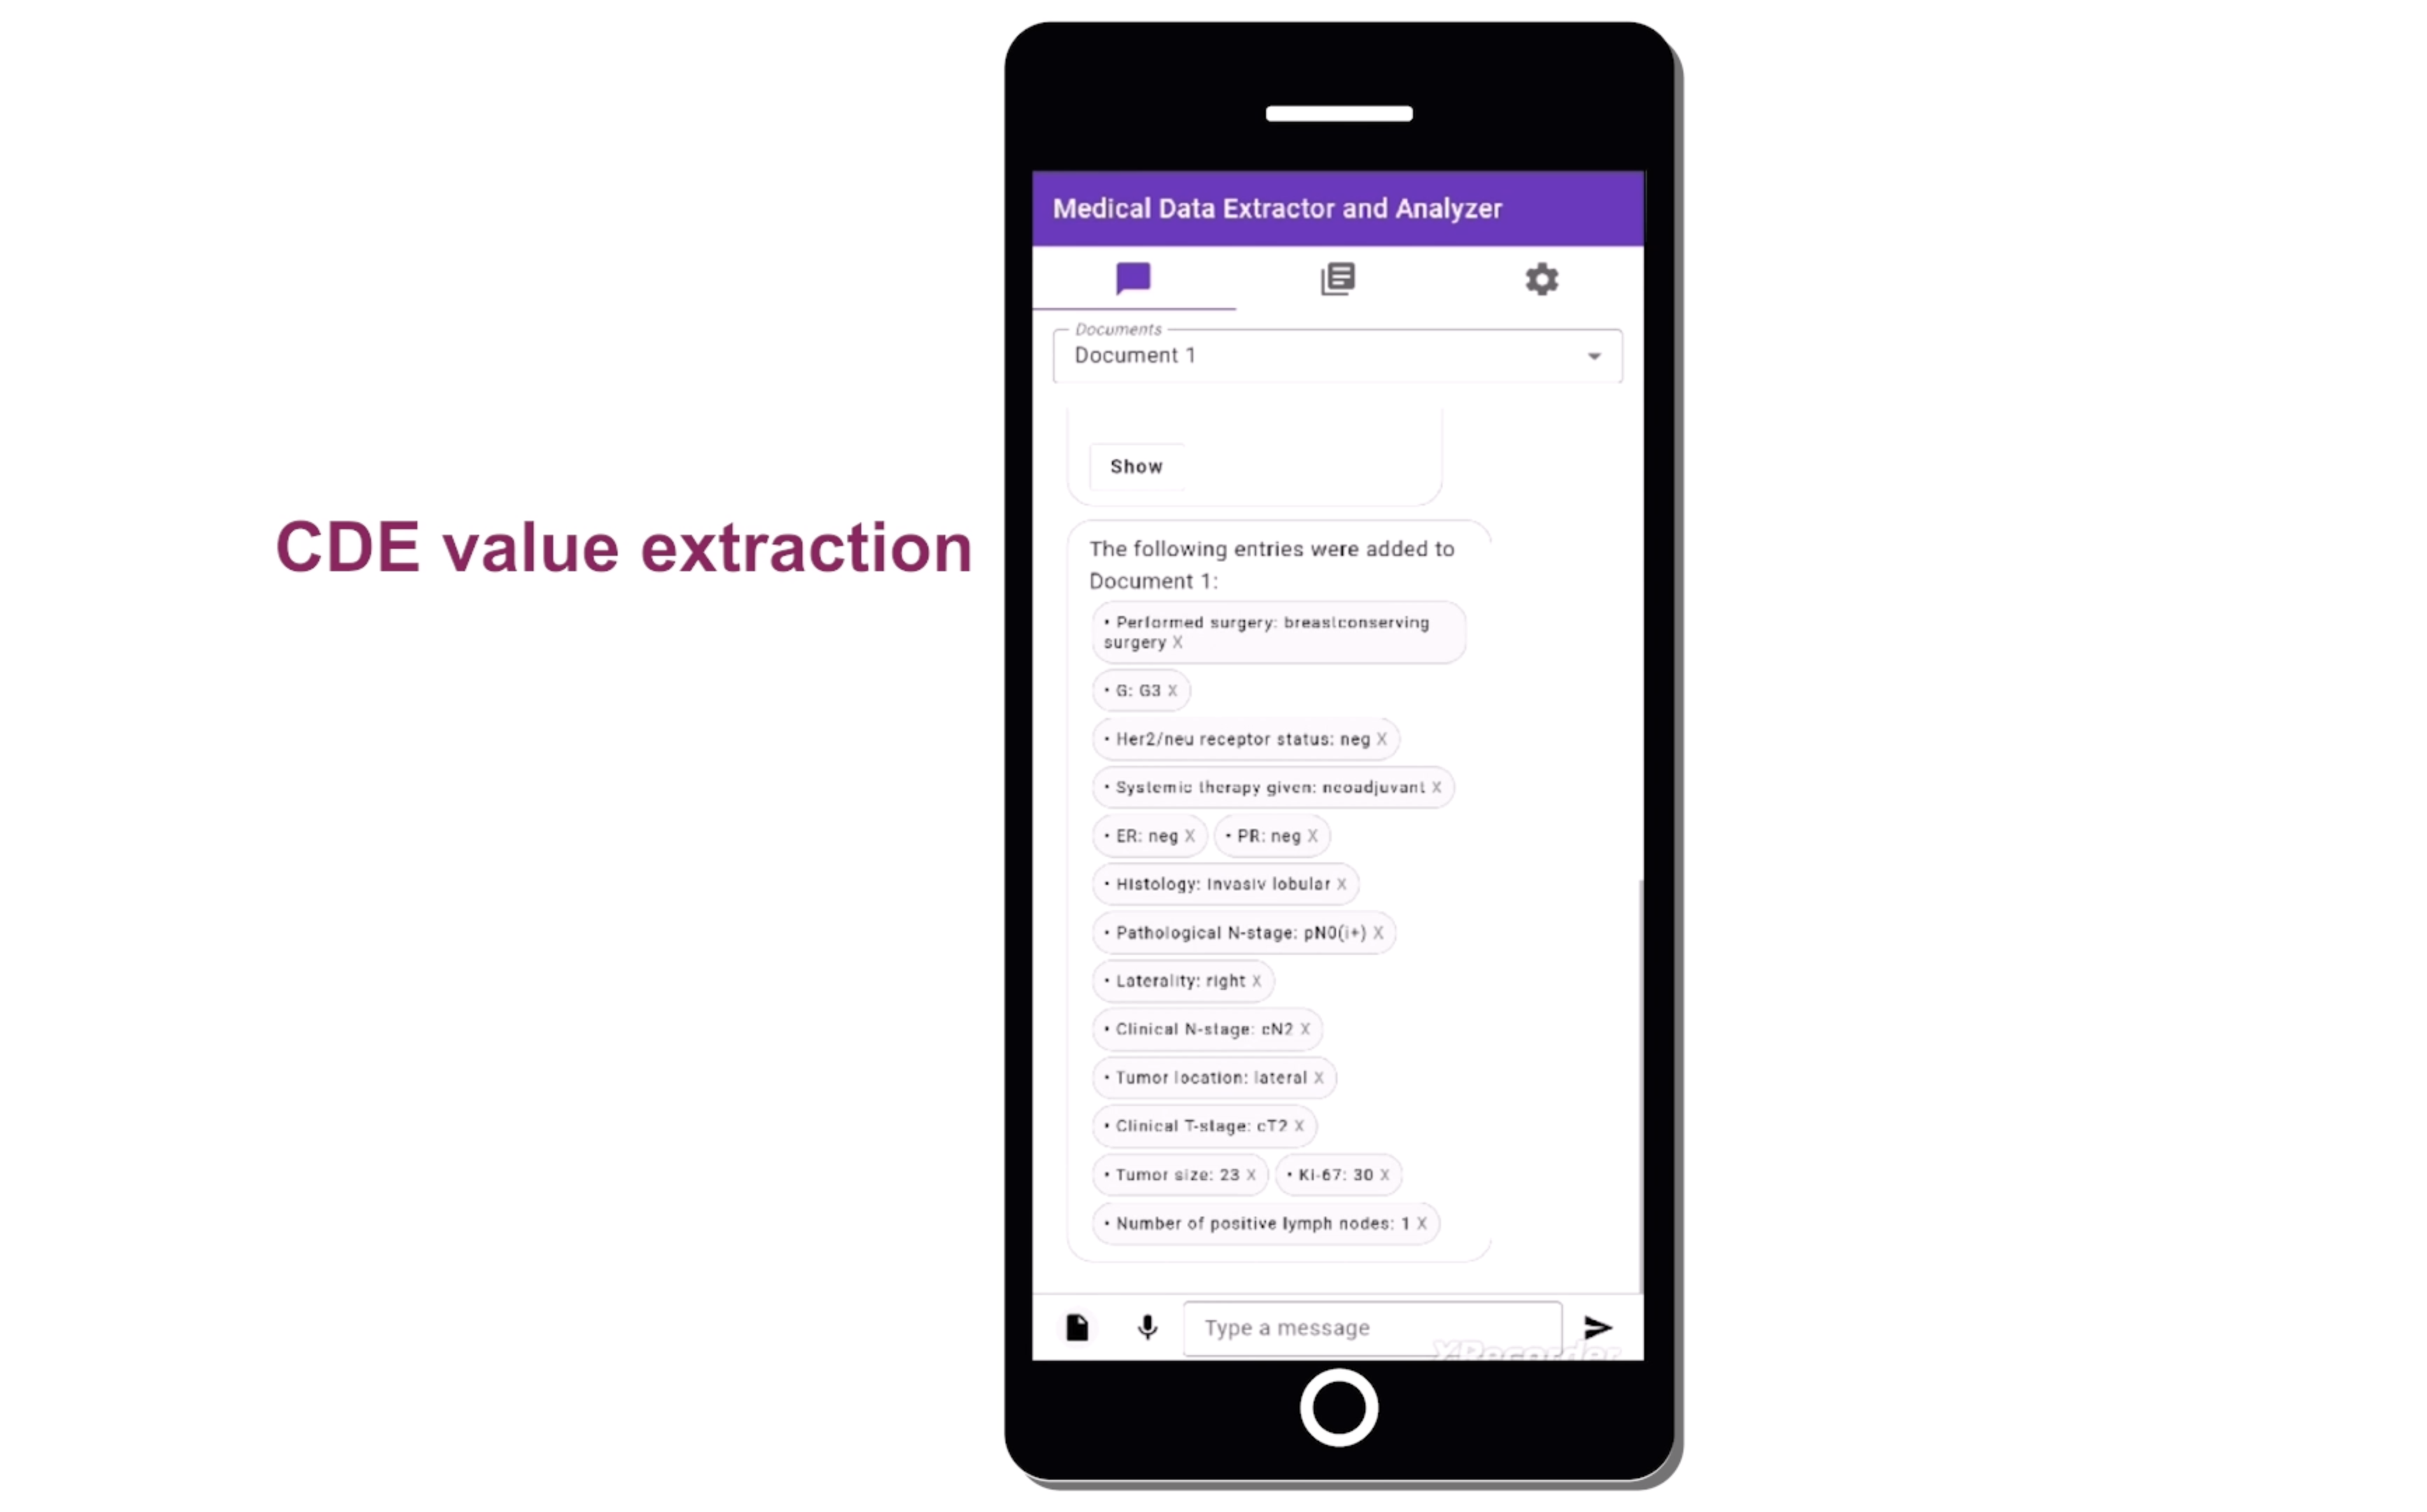 CDE value extraction
Medical Data Extractor and Analyzer
Documents
Document 1
Show
The following entries were added to
Document 1:
• Performed surgery: breastconserving
surgery X
• G: G3 X
• Her2/neu receptor status: neg X
• Systemic therapy given: neoadjuvant X
• ER: neg X • PR: neg X
• Histology: Invasiv lobular X
• Pathological N-stage: pN0(i+) X
• Laterality: right X
• Clinical N-stage: cN2 X
• Tumor location: lateral X
• Clinical T-stage: cT2 X
• Tumor size: 23 X • Ki-67: 30 X
• Number of positive lymph nodes: 1 X
Type a message
XRecorder